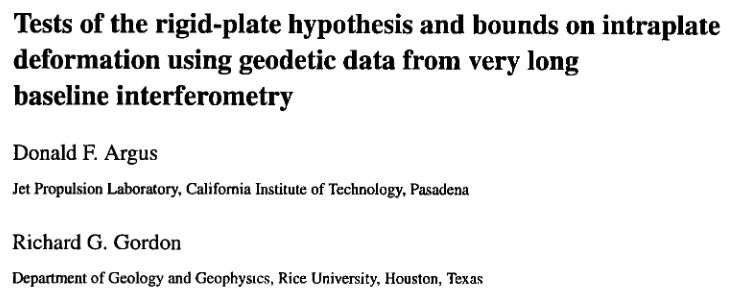 Tests of the rigid-plate hypothesis and bounds on intraplate
deformation using geodetic data from very long
baseline interferometry
Donald F. Argus
Jet Propulsion Laboratory, California Institute of Technology, Pasadena
Richard G. Gordon
Department of Geology and Geophysics, Rice University, Houston, Texas